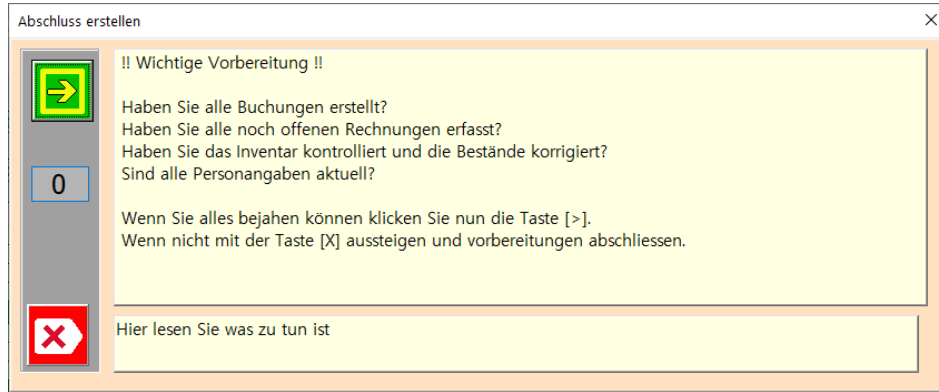 Abschluss erstellen
!! Wichtige Vorbereitung !!
Haben Sie alle Buchungen erstellt?
Haben Sie alle noch offenen Rechnungen erfasst?
Haben Sie das Inventar kontrolliert und die Bestände korrigiert?
Sind alle Personangaben aktuell?
0
Wenn Sie alles bejahen können klicken Sie nun die Taste [>].
Wenn nicht mit der Taste [X] aussteigen und vorbereitungen abschliessen.
Hier lesen Sie was zu tun ist